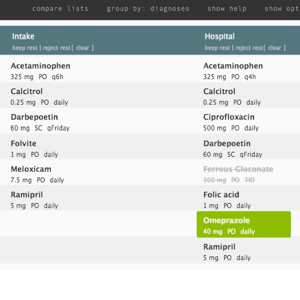 compare lists group by: diagnoses show help show opt
Intake
keep rest | reject rest[ clear ]
Acetaminophen
325 mg PO q6h
Calcitrol
0.25 mg PO daily
Darbepoetin
60 mg SC qFriday
Folvite
1 mg PO daily
Meloxicam
7.5 mg PO daily
Ramipril
5 mg PO daily
Hospital
keep rest | reject rest[ clear ]
Acetaminophen
325 mg PO q4h
Calcitrol
0.25 mg PO daily
Ciprofloxacin
500 mg PO daily
Darbepoetin
60 mg SC qFriday
Ferrous Gloconate
300 mg PO TID
Folic acid
1 mg PO daily
Omeprazole
40 mg PO daily
Ramipril
5 mg PO daily